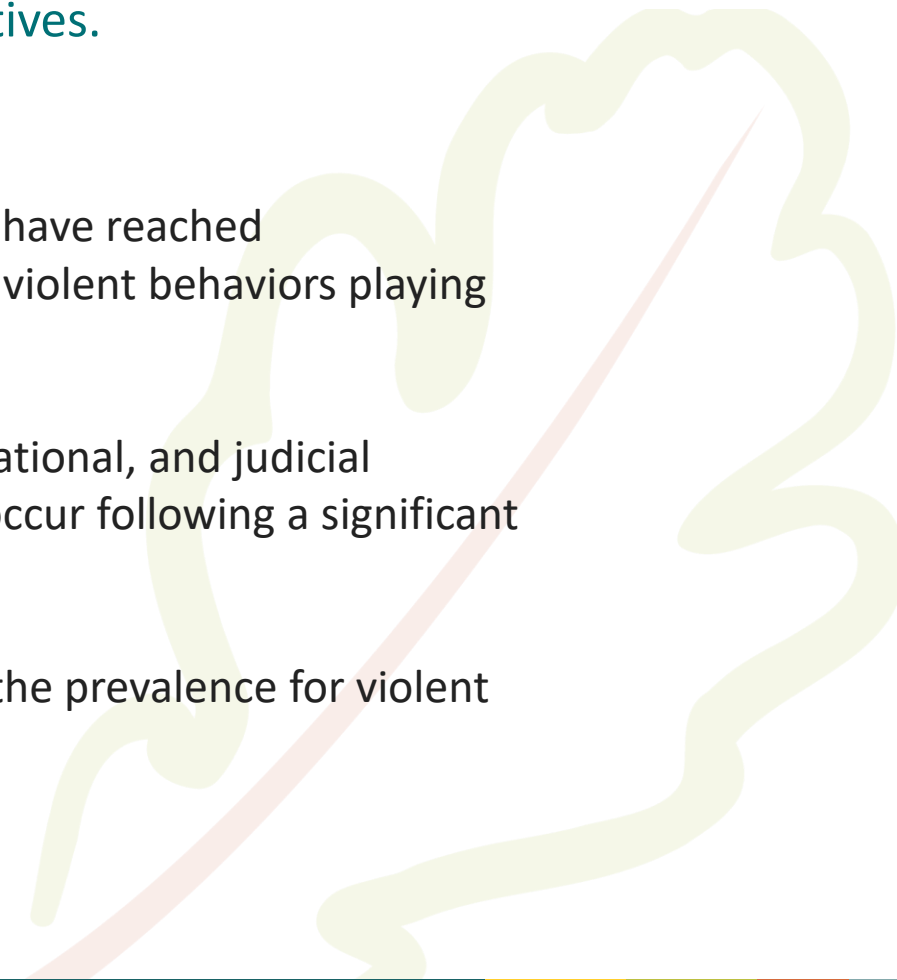 tives.
have reached
violent behaviors playing
ational, and judicial
occur following a significant
the prevalence for violent